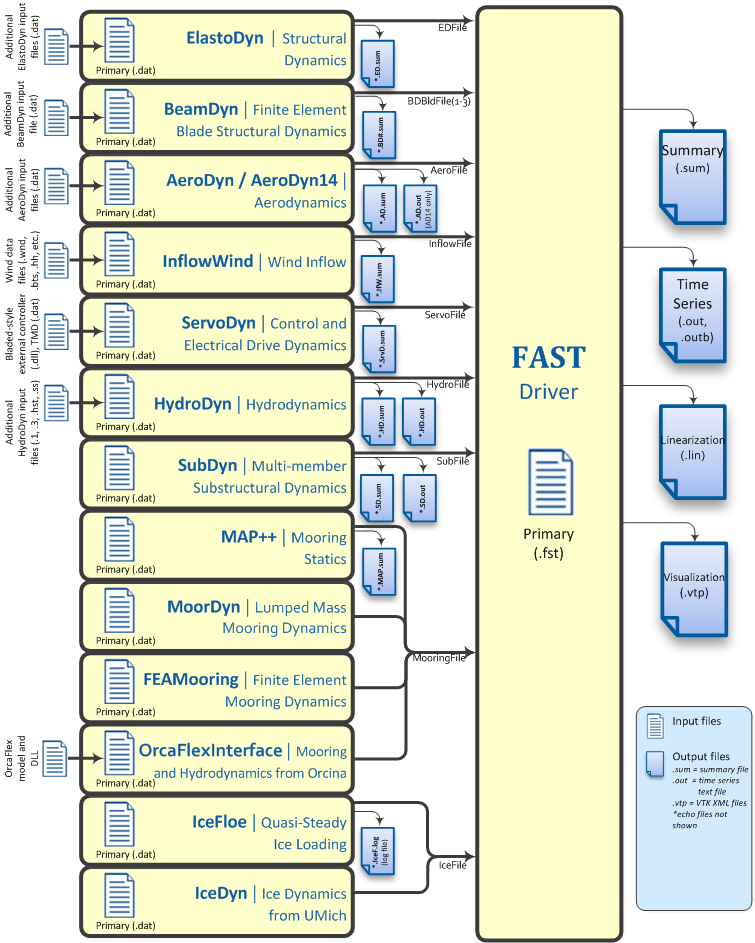 Additional
ElastoDyn input
files (.dat)
Primary (.dat)
ElastoDyn | Structural
Dynamics
*.ED.sum
EDFile
Additional
BeamDyn input
file (.dat)
Primary (.dat)
BeamDyn | Finite Element
Blade Structural Dynamics
*.BD#.sum
BDBldFile(1-3)
Additional
AeroDyn input
files (.dat)
Primary (.dat)
AeroDyn / AeroDyn14 |
Aerodynamics
*.AD.sum
*.AD.out
(AD14 only)
AeroFile
Wind data
files (.wnd,
.bts, .hh, etc.)
Primary (.dat)
InflowWind | Wind Inflow
*.IfW.sum
InflowFile
Bladed-style
external controller
(.dll), TMD (.dat)
Primary (.dat)
ServoDyn | Control and
Electrical Drive Dynamics
*.SrvD.sum
ServoFile
Additional
HydroDyn input
files (.1, .3, .hst, .ss)
Primary (.dat)
HydroDyn | Hydrodynamics
*.HD.sum
*.HD.out
HydroFile
Primary (.dat)
SubDyn | Multi-member
Substructural Dynamics
*.SD.sum
*.SD.out
SubFile
Primary (.dat)
MAP++ | Mooring
Statics
*.MAP.sum
Primary (.dat)
MoorDyn | Lumped Mass
Mooring Dynamics
MooringFile
Primary (.dat)
FEAMooring | Finite Element
Mooring Dynamics
OrcaFlex
model and
DLL
Primary (.dat)
OrcaFlexInterface | Mooring
and Hydrodynamics from Orcina
Primary (.dat)
IceFloe | Quasi-Steady
Ice Loading
*.IceF.log
(log file)
IceFile
Primary (.dat)
IceDyn | Ice Dynamics
from UMich
FAST
Driver
Primary
(.fst)
Summary
(.sum)
Time
Series
(.out,
.outb)
Linearization
(.lin)
Visualization
(.vtp)
Input files
Output files
.sum = summary file
.out = time series
text file
.vtp = VTK XML files
*echo files not
shown